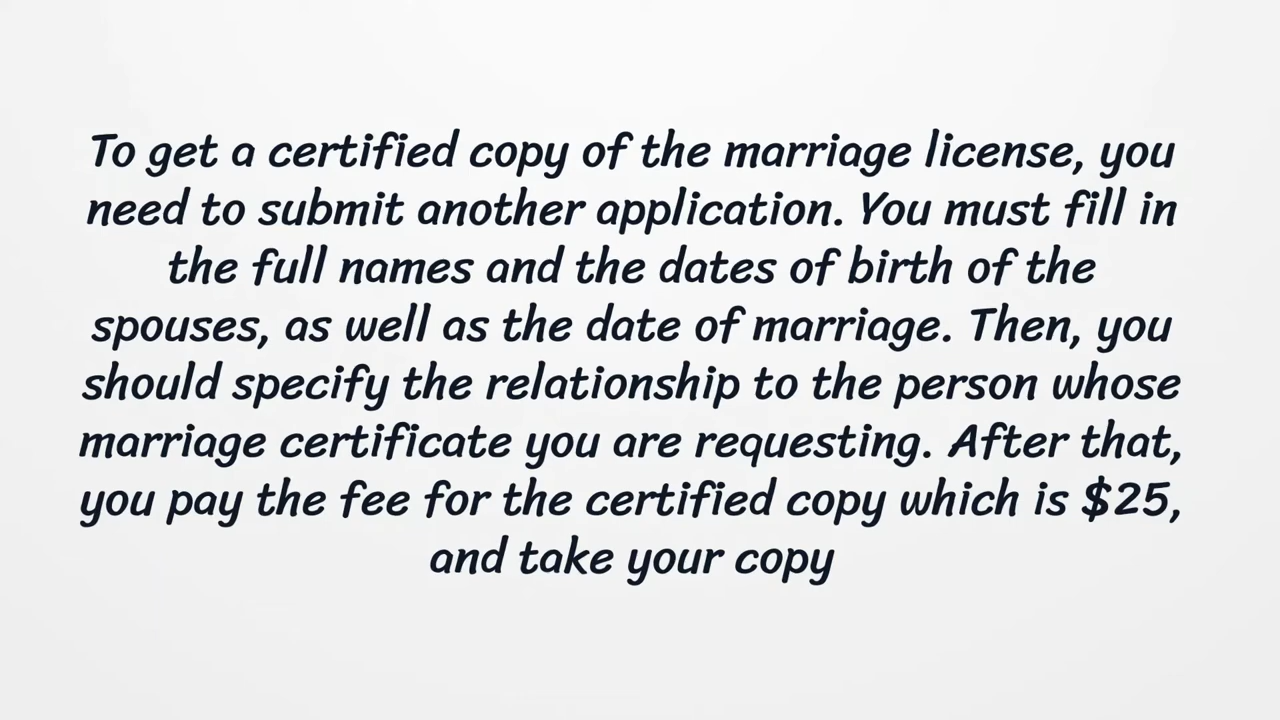 To get a certified copy of the marriage license, you
need to submit another application. You must fill in
the full names and the dates of birth of the
spouses, as well as the date of marriage. Then, you
should specify the relationship to the person whose
marriage certificate you are requesting. After that,
you pay the fee for the certified copy which is $25,
and take your copy